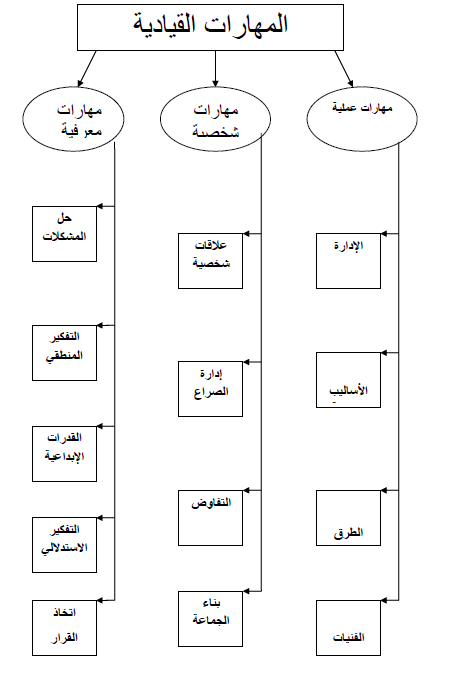 المهارات القيادية
مهارات عملية
مهارات
شخصية
مهارات
معرفية
الإدارة
الأساليب
الطرق
الفنيات
علاقات
شخصية
إدارة
الصراع
التفاوض
بناء
الجماعة
حل
المشكلات
التفكير
المنطقي
القدرات
الإبداعية
التفكير
الاستدلالي
اتخاذ
القرار